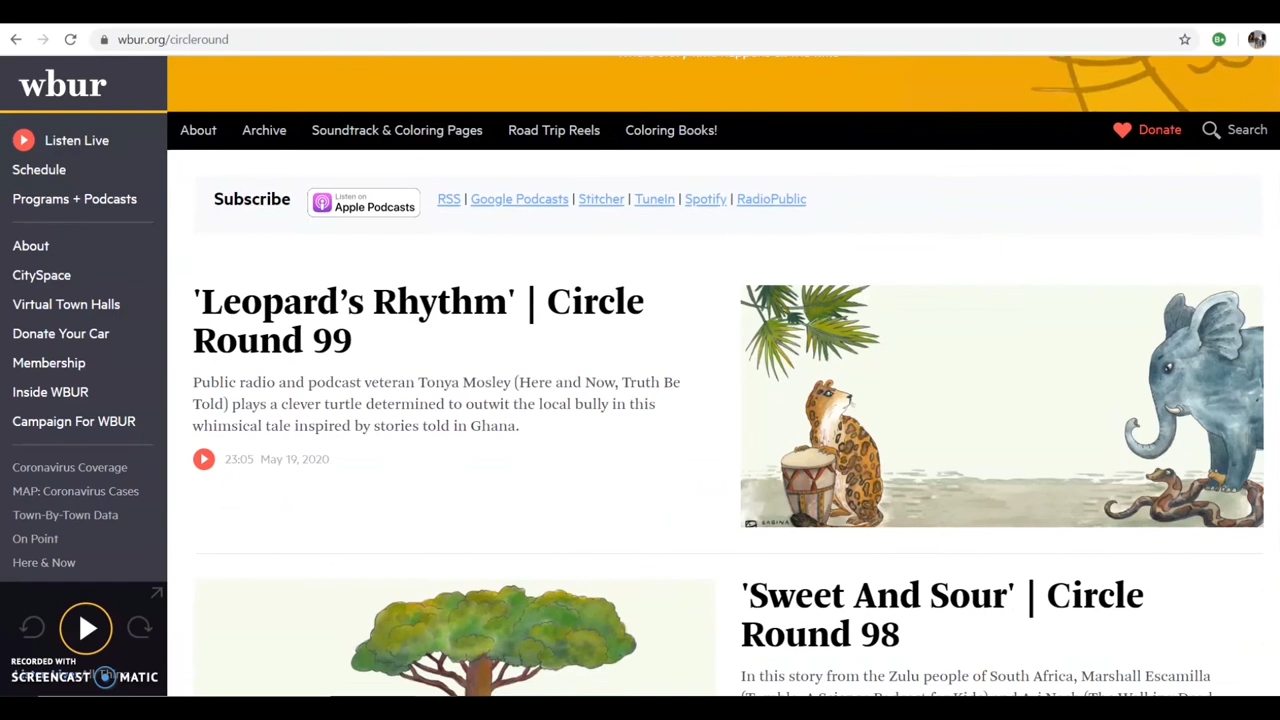 wbur.org/circleround
wbur
Listen Live
Schedule
Programs + Podcasts
About
CitySpace
Virtual Town Halls
Donate Your Car
Membership
Inside WBUR
Campaign For WBUR
Coronavirus Coverage
MAP: Coronavirus Cases
Town-By-Town Data
On Point
Here & Now
RECORDED WITH
SCREENCAST MATIC
About Archive Soundtrack & Coloring Pages Road Trip Reels Coloring Books! Donate Search
Subscribe Listen on Apple Podcasts RSS | Google Podcasts | Stitcher | TuneIn | Spotify | RadioPublic
'Leopard’s Rhythm' | Circle
Round 99
Public radio and podcast veteran Tonya Mosley (Here and Now, Truth Be
Told) plays a clever turtle determined to outwit the local bully in this
whimsical tale inspired by stories told in Ghana.
23:05 May 19, 2020
SABINA
'Sweet And Sour' | Circle
Round 98
In this story from the Zulu people of South Africa, Marshall Escamilla